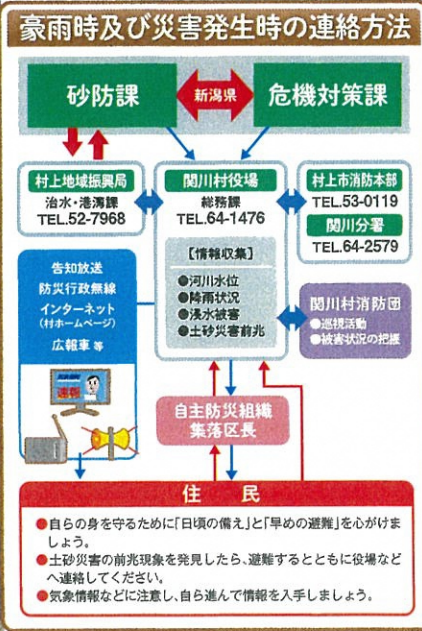 豪雨時及び災害発生時の連絡方法
砂防課
新潟県
危機対策課
村上地域振興局
治水・港湾課
TEL.52-7968
関川村役場
総務課
TEL.64-1476
村上市消防本部
TEL.53-0119
関川分署
TEL.64-2579
【情報収集】
●河川水位
●降雨状況
●浸水被害
●土砂災害前兆
告知放送
防災行政無線
インターネット
(村ホームページ)
広報車 等
速報
関川村消防団
●巡視活動
●被害状況の把握
自主防災組織
集落区長
住民
●自らの身を守るために「日頃の備え」と「早めの避難」を心がけま
しょう。
●土砂災害の前兆現象を発見したら、避難するとともに役場など
へ連絡してください。
●気象情報などに注意し、自ら進んで情報を入手しましょう。